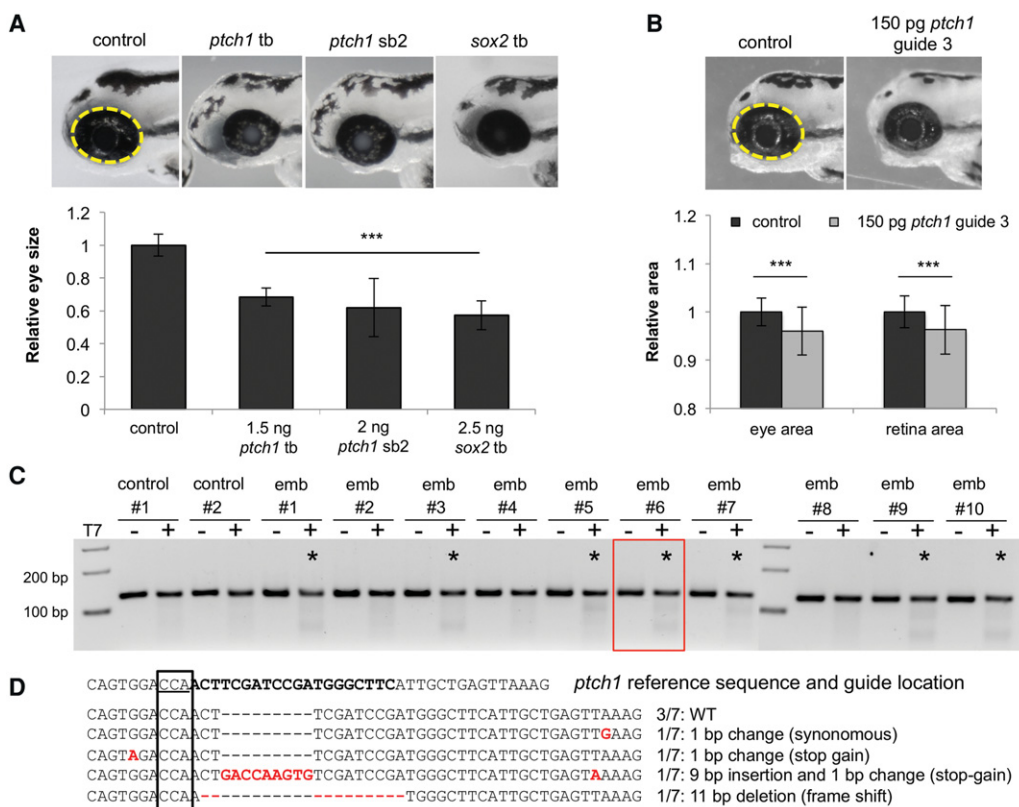 A
control
ptch1 tb
ptch1 sb2
sox2 tb
Relative eye size
1.2
1
0.8
0.6
0.4
0.2
0
***
control
1.5 ng
ptch1 tb
2 ng
ptch1 sb2
2.5 ng
sox2 tb
B
control
150 pg ptch1
guide 3
Relative area
1.2
1.1
1
0.9
0.8
control
150 pg ptch1 guide 3
***
***
eye area
retina area
C
control
#1
control
#2
emb
#1
emb
#2
emb
#3
emb
#4
emb
#5
emb
#6
emb
#7
emb
#8
emb
#9
emb
#10
T7 - + - + - + - + - + - + - + - + - + - + - + - +
* * * * * * *
200 bp
100 bp
D
CAGTGGACCAACTTCGATCCGATGGGCTTCATTGCTGAGTTAAAG ptch1 reference sequence and guide location
CAGTGGACCAACT---------TCGATCCGATGGGCTTCATTGCTGAGTTAAAG 3/7: WT
CAGTGGACCAACT---------TCGATCCGATGGGCTTCATTGCTGAGTTGAAG 1/7: 1 bp change (synonomous)
CAGTAGACCAACT---------TCGATCCGATGGGCTTCATTGCTGAGTTAAAG 1/7: 1 bp change (stop gain)
CAGTGGACCAACTGACCAAGTGTCGATCCGATGGGCTTCATTGCTGAGTAAAAG 1/7: 9 bp insertion and 1 bp change (stop-gain)
CAGTGGACCAA--------------------GGGCTTCATTGCTGAGTTAAAG 1/7: 11 bp deletion (frame shift)